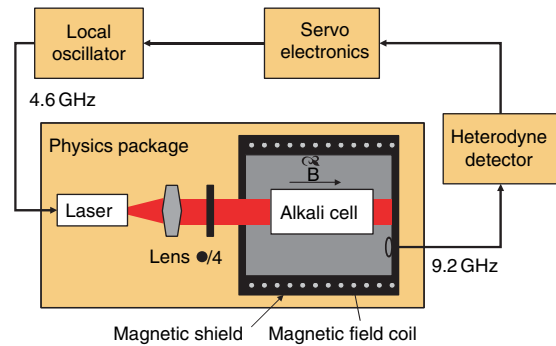 Local
oscillator
Servo
electronics
4.6 GHz
Heterodyne
detector
Physics package
B
Laser
Alkali cell
Lens ●/4
9.2 GHz
Magnetic shield
Magnetic field coil